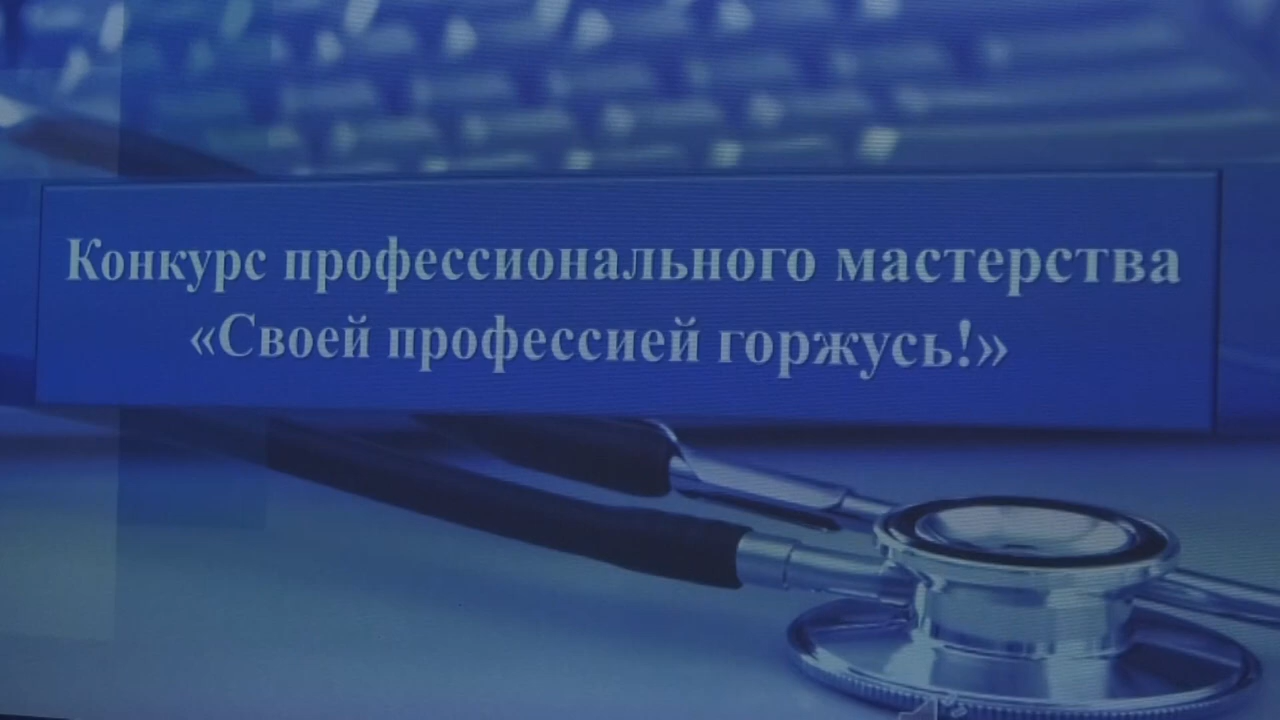 Конкурс профессионального мастерства
«Своей профессией горжусь!»